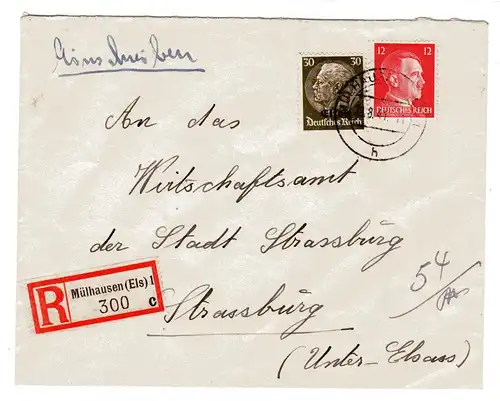 Einschreiben
30 30
Deutsches Reich
12 12
DEUTSCHES REICH
h
An das
Wirtschaftsamt
der Stadt Strassburg
R Mülhausen (Els) 1
300 c
Strassburg
(Unter-Elsass)
54/